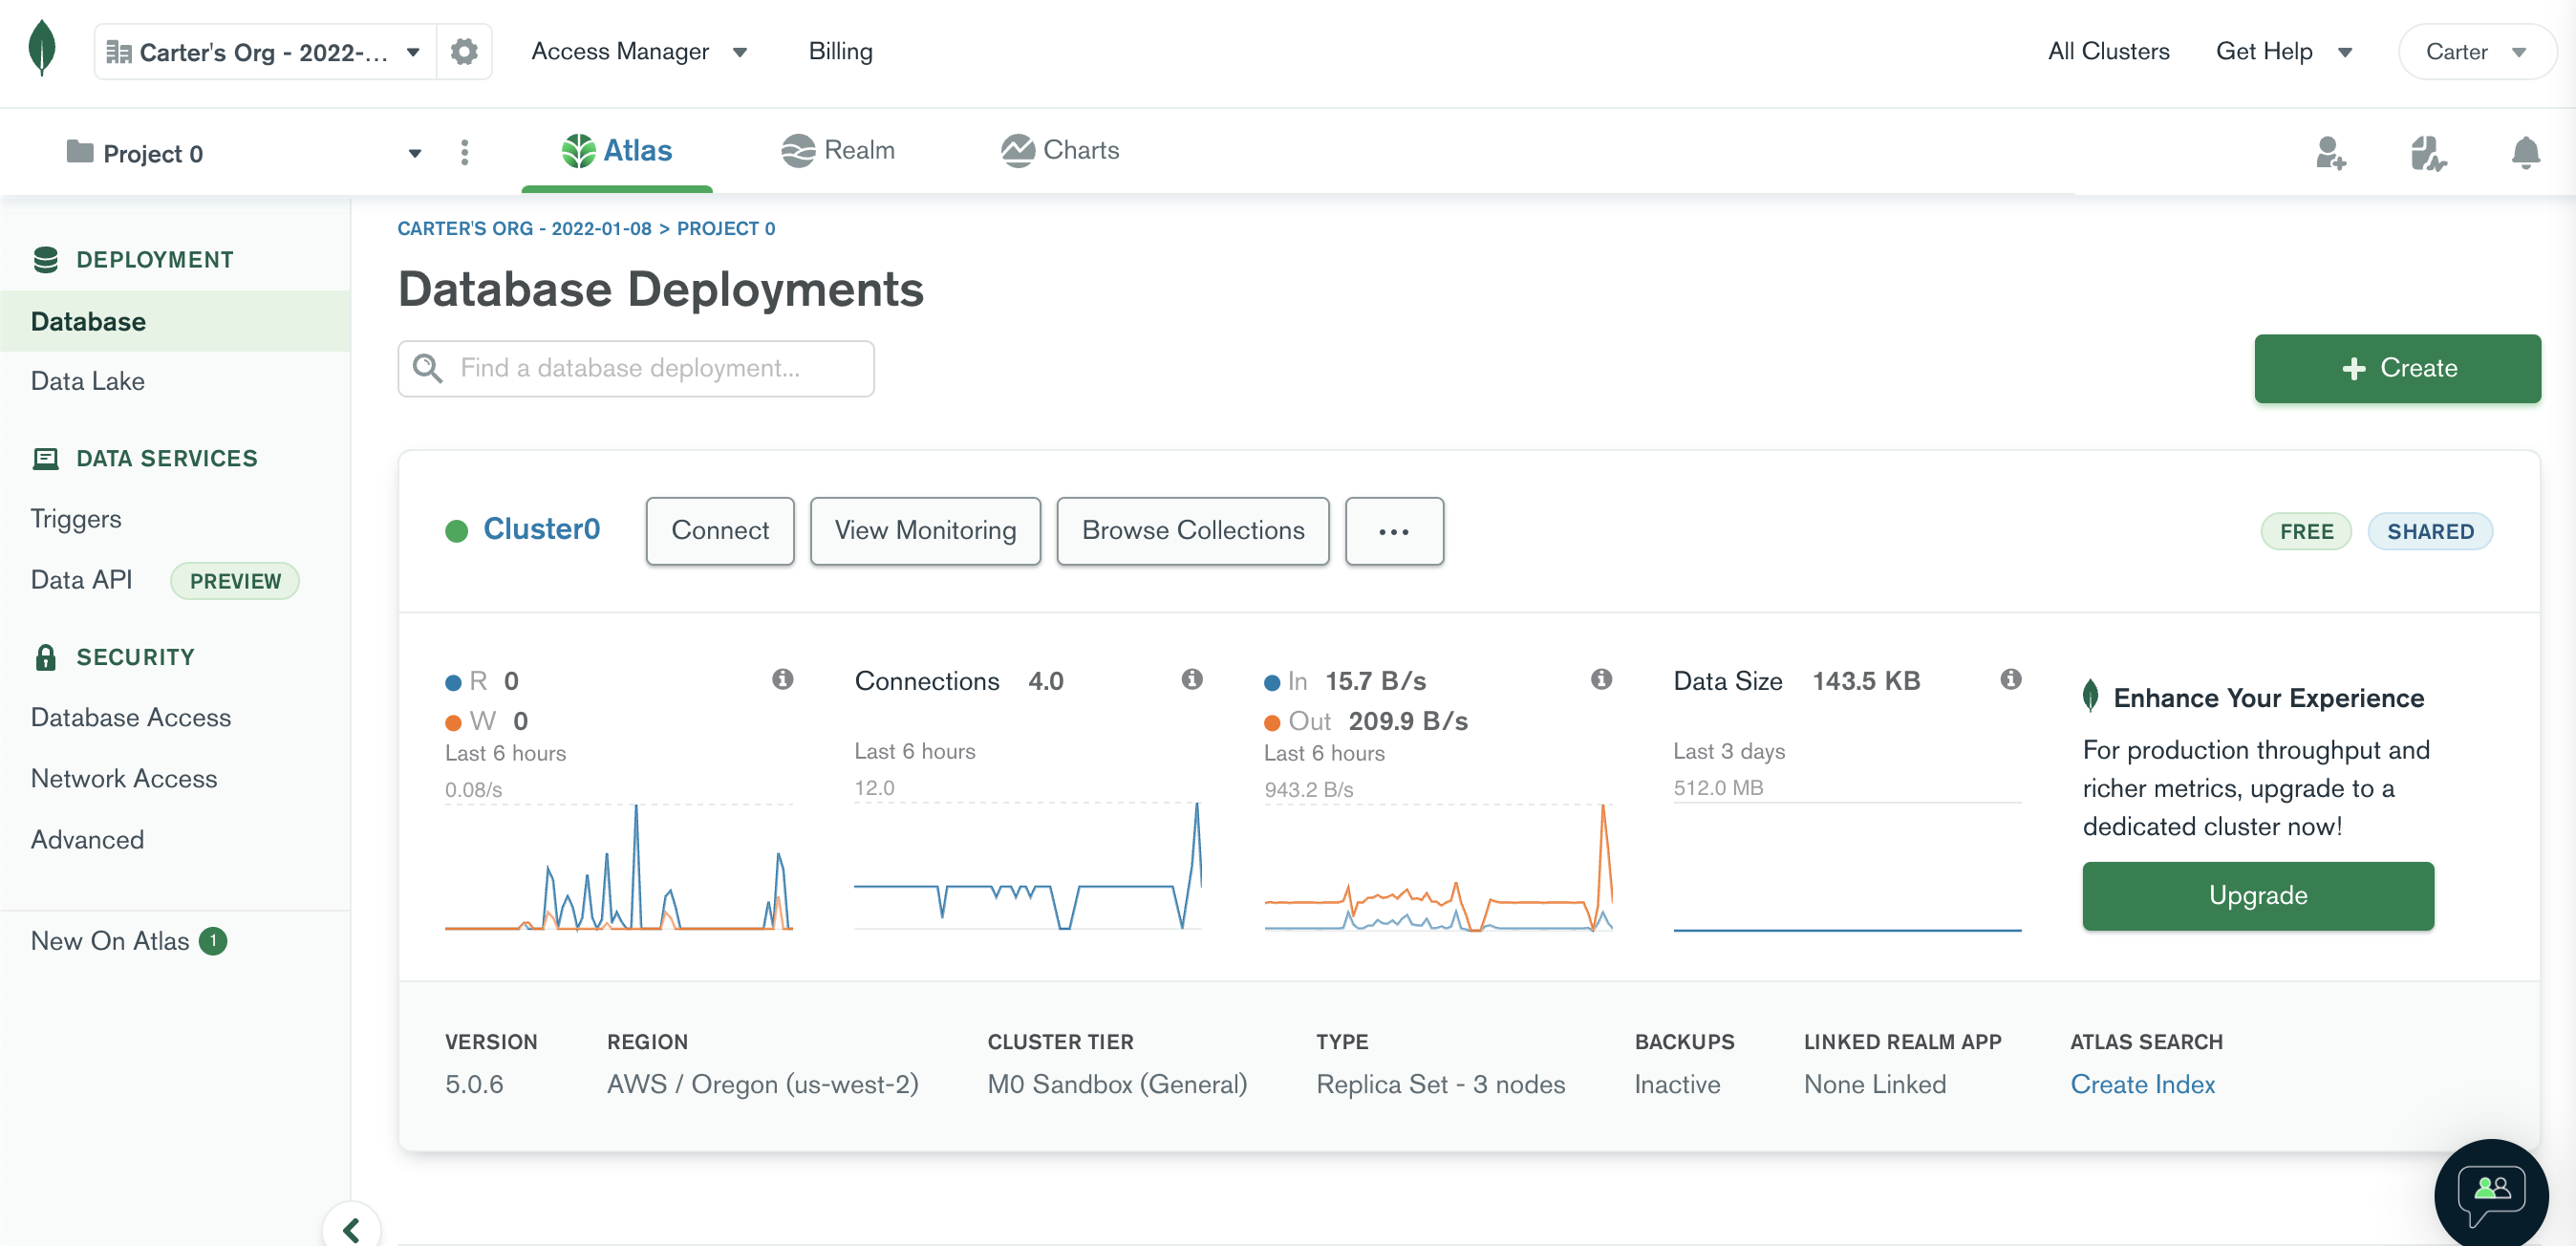 Carter's Org - 2022-... Access Manager Billing All Clusters Get Help Carter
Project 0 Atlas Realm Charts
DEPLOYMENT
Database
Data Lake
DATA SERVICES
Triggers
Data API PREVIEW
SECURITY
Database Access
Network Access
Advanced
New On Atlas 1
CARTER'S ORG - 2022-01-08 > PROJECT 0
Database Deployments
Find a database deployment...
+ Create
Cluster0 Connect View Monitoring Browse Collections ... FREE SHARED
R 0
W 0
Last 6 hours
0.08/s
Connections 4.0
Last 6 hours
12.0
In 15.7 B/s
Out 209.9 B/s
Last 6 hours
943.2 B/s
Data Size 143.5 KB
Last 3 days
512.0 MB
Enhance Your Experience
For production throughput and
richer metrics, upgrade to a
dedicated cluster now!
Upgrade
VERSION REGION CLUSTER TIER TYPE BACKUPS LINKED REALM APP ATLAS SEARCH
5.0.6 AWS / Oregon (us-west-2) M0 Sandbox (General) Replica Set - 3 nodes Inactive None Linked Create Index